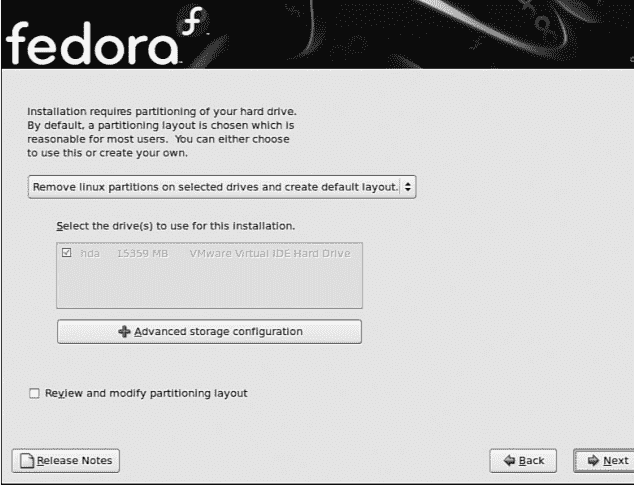 fedora
Installation requires partitioning of your hard drive.
By default, a partitioning layout is chosen which is
reasonable for most users.  You can either choose
to use this or create your own.
Remove linux partitions on selected drives and create default layout.
Select the drive(s) to use for this installation.
hda 15359 MB VMware Virtual IDE Hard Drive
Advanced storage configuration
Review and modify partitioning layout
Release Notes
Back
Next